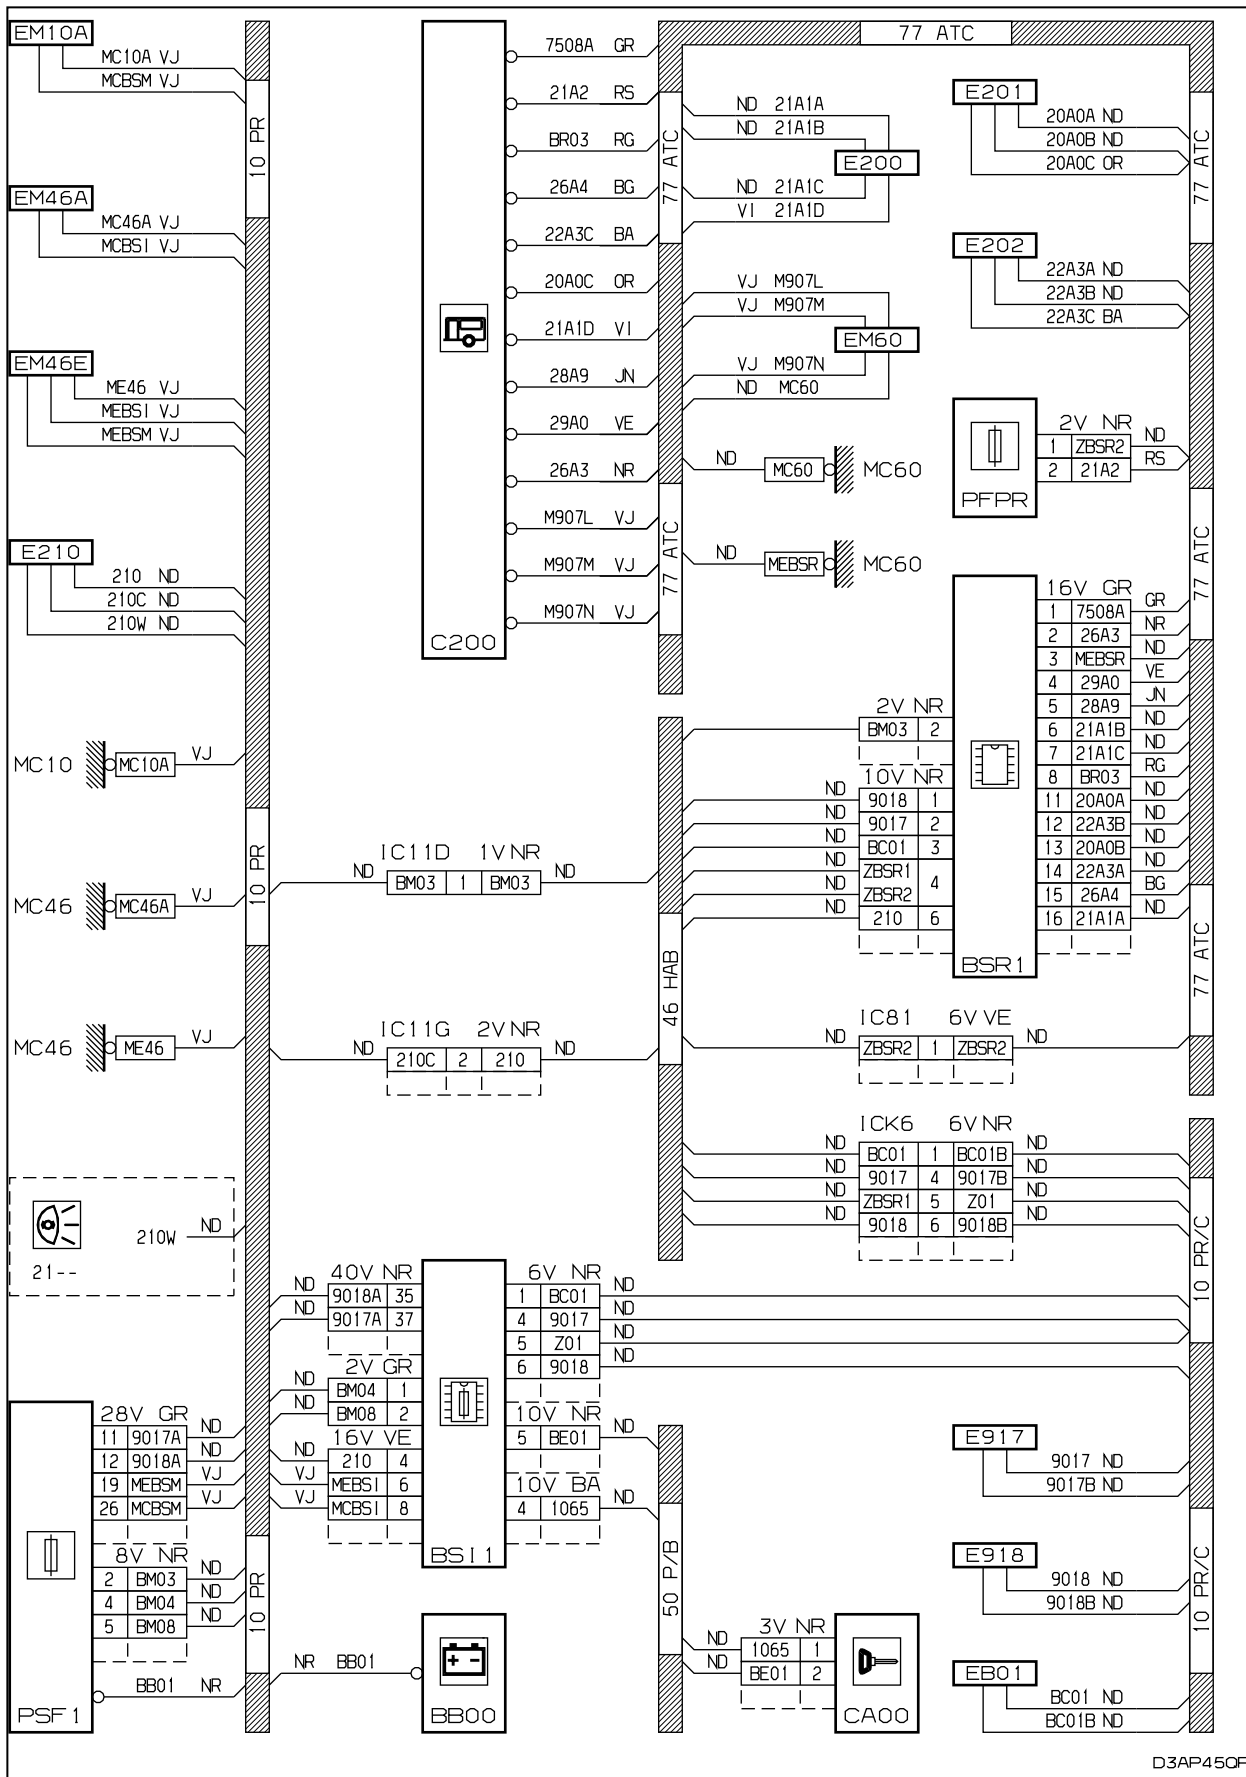 EM10A
MC10A VJ
MCBSM VJ
10 PR
EM46A
MC46A VJ
MCBSI VJ
EM46E
ME46 VJ
MEBSI VJ
MEBSM VJ
E210
210 ND
210C ND
210W ND
MC10 MC10A VJ
MC46 MC46A VJ
10 PR
MC46 ME46 VJ
210W ND
21--
PSF1
28V GR
11 9017A ND
12 9018A ND
19 MEBSM VJ
26 MCBSM VJ
8V NR
2 BM03 ND
4 BM04 ND
5 BM08 ND
BB01 NR
10 PR
C200
7508A GR
21A2 RS
BR03 RG
26A4 BG
22A3C BA
20A0C OR
21A1D VI
28A9 JN
29A0 VE
26A3 NR
M907L VJ
M907M VJ
M907N VJ
77 ATC
77 ATC
77 ATC
ND 21A1A
ND 21A1B
E200
ND 21A1C
VI 21A1D
VJ M907L
VJ M907M
EM60
VJ M907N
ND MC60
ND MC60 MC60
ND MEBSR MC60
E201
20A0A ND
20A0B ND
20A0C OR
77 ATC
E202
22A3A ND
22A3B ND
22A3C BA
PFPR
2V NR
1 ZBSR2 ND
2 21A2 RS
77 ATC
BSR1
16V GR
1 7508A GR
2 26A3 NR
3 MEBSR ND
4 29A0 VE
5 28A9 JN
6 21A1B ND
7 21A1C ND
8 BR03 RG
11 20A0A ND
12 22A3B ND
13 20A0B ND
14 22A3A ND
15 26A4 BG
16 21A1A ND
77 ATC
2V NR
BM03 2
10V NR
ND 9018 1
ND 9017 2
ND BC01 3
ND ZBSR1 4
ND ZBSR2
ND 210 6
IC11D 1V NR
ND BM03 1 BM03 ND
46 HAB
IC11G 2V NR
ND 210C 2 210 ND
IC81 6V VE
ND ZBSR2 1 ZBSR2 ND
ICK6 6V NR
ND BC01 1 BC01B ND
ND 9017 4 9017B ND
ND ZBSR1 5 Z01 ND
ND 9018 6 9018B ND
10 PR/C
40V NR
ND 9018A 35
ND 9017A 37
2V GR
ND BM04 1
ND BM08 2
16V VE
ND 210 4
VJ MEBSI 6
VJ MCBSI 8
BSI1
6V NR
1 BC01 ND
4 9017 ND
5 Z01 ND
6 9018 ND
10V NR
5 BE01 ND
10V BA
4 1065 ND
50 P/B
NR BB01
BB00
3V NR
ND 1065 1
ND BE01 2
CA00
E917
9017 ND
9017B ND
E918
9018 ND
9018B ND
10 PR/C
EB01
BC01 ND
BC01B ND